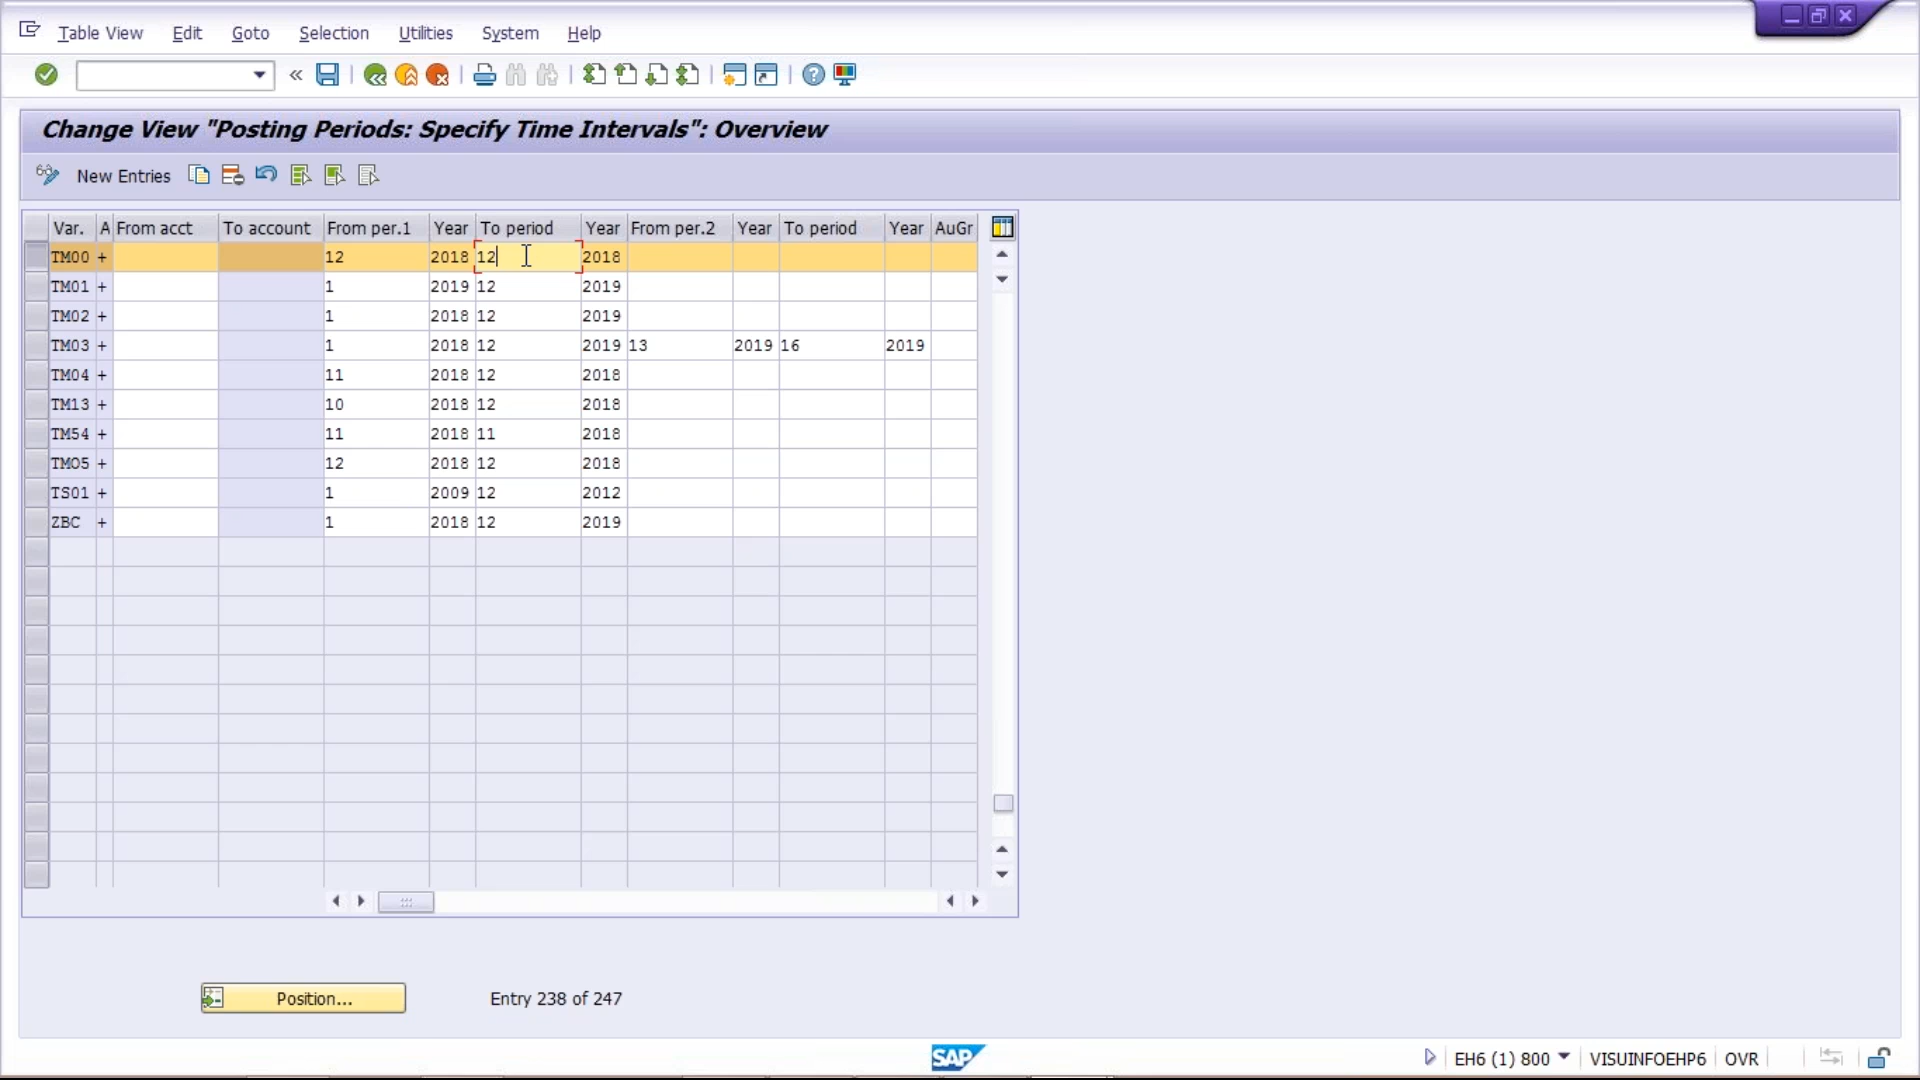 Table View Edit Goto Selection Utilities System Help
Change View "Posting Periods: Specify Time Intervals": Overview
New Entries
Var. A From acct To account From per.1 Year To period Year From per.2 Year To period Year AuGr
TM00 + 12 2018 12 2018
TM01 + 1 2019 12 2019
TM02 + 1 2018 12 2019
TM03 + 1 2018 12 2019 13 2019 16 2019
TM04 + 11 2018 12 2018
TM13 + 10 2018 12 2018
TM54 + 11 2018 11 2018
TMO5 + 12 2018 12 2018
TS01 + 1 2009 12 2012
ZBC + 1 2018 12 2019
Position... Entry 238 of 247
SAP EH6 (1) 800 VISUINFOEHP6 OVR